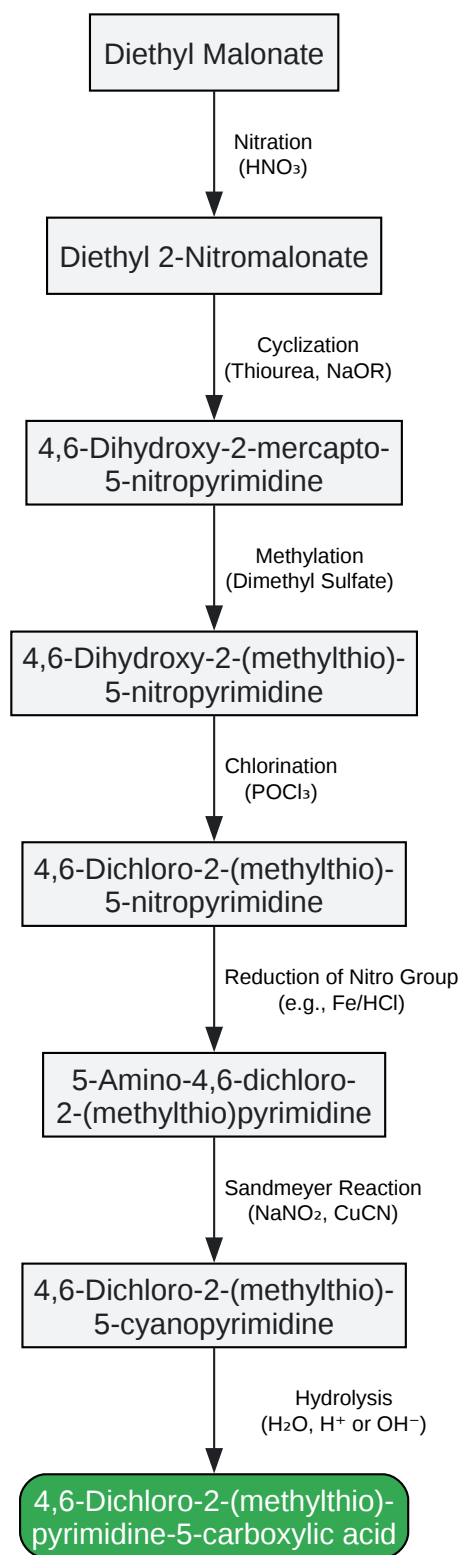 Diethyl Malonate
Nitration
(HNO₃)
Diethyl 2-Nitromalonate
Cyclization
(Thiourea, NaOR)
4,6-Dihydroxy-2-mercapto-
5-nitropyrimidine
Methylation
(Dimethyl Sulfate)
4,6-Dihydroxy-2-(methylthio)-
5-nitropyrimidine
Chlorination
(POCl₃)
4,6-Dichloro-2-(methylthio)-
5-nitropyrimidine
Reduction of Nitro Group
(e.g., Fe/HCl)
5-Amino-4,6-dichloro-
2-(methylthio)pyrimidine
Sandmeyer Reaction
(NaNO₂, CuCN)
4,6-Dichloro-2-(methylthio)-
5-cyanopyrimidine
Hydrolysis
(H₂O, H⁺ or OH⁻)
4,6-Dichloro-2-(methylthio)-
pyrimidine-5-carboxylic acid